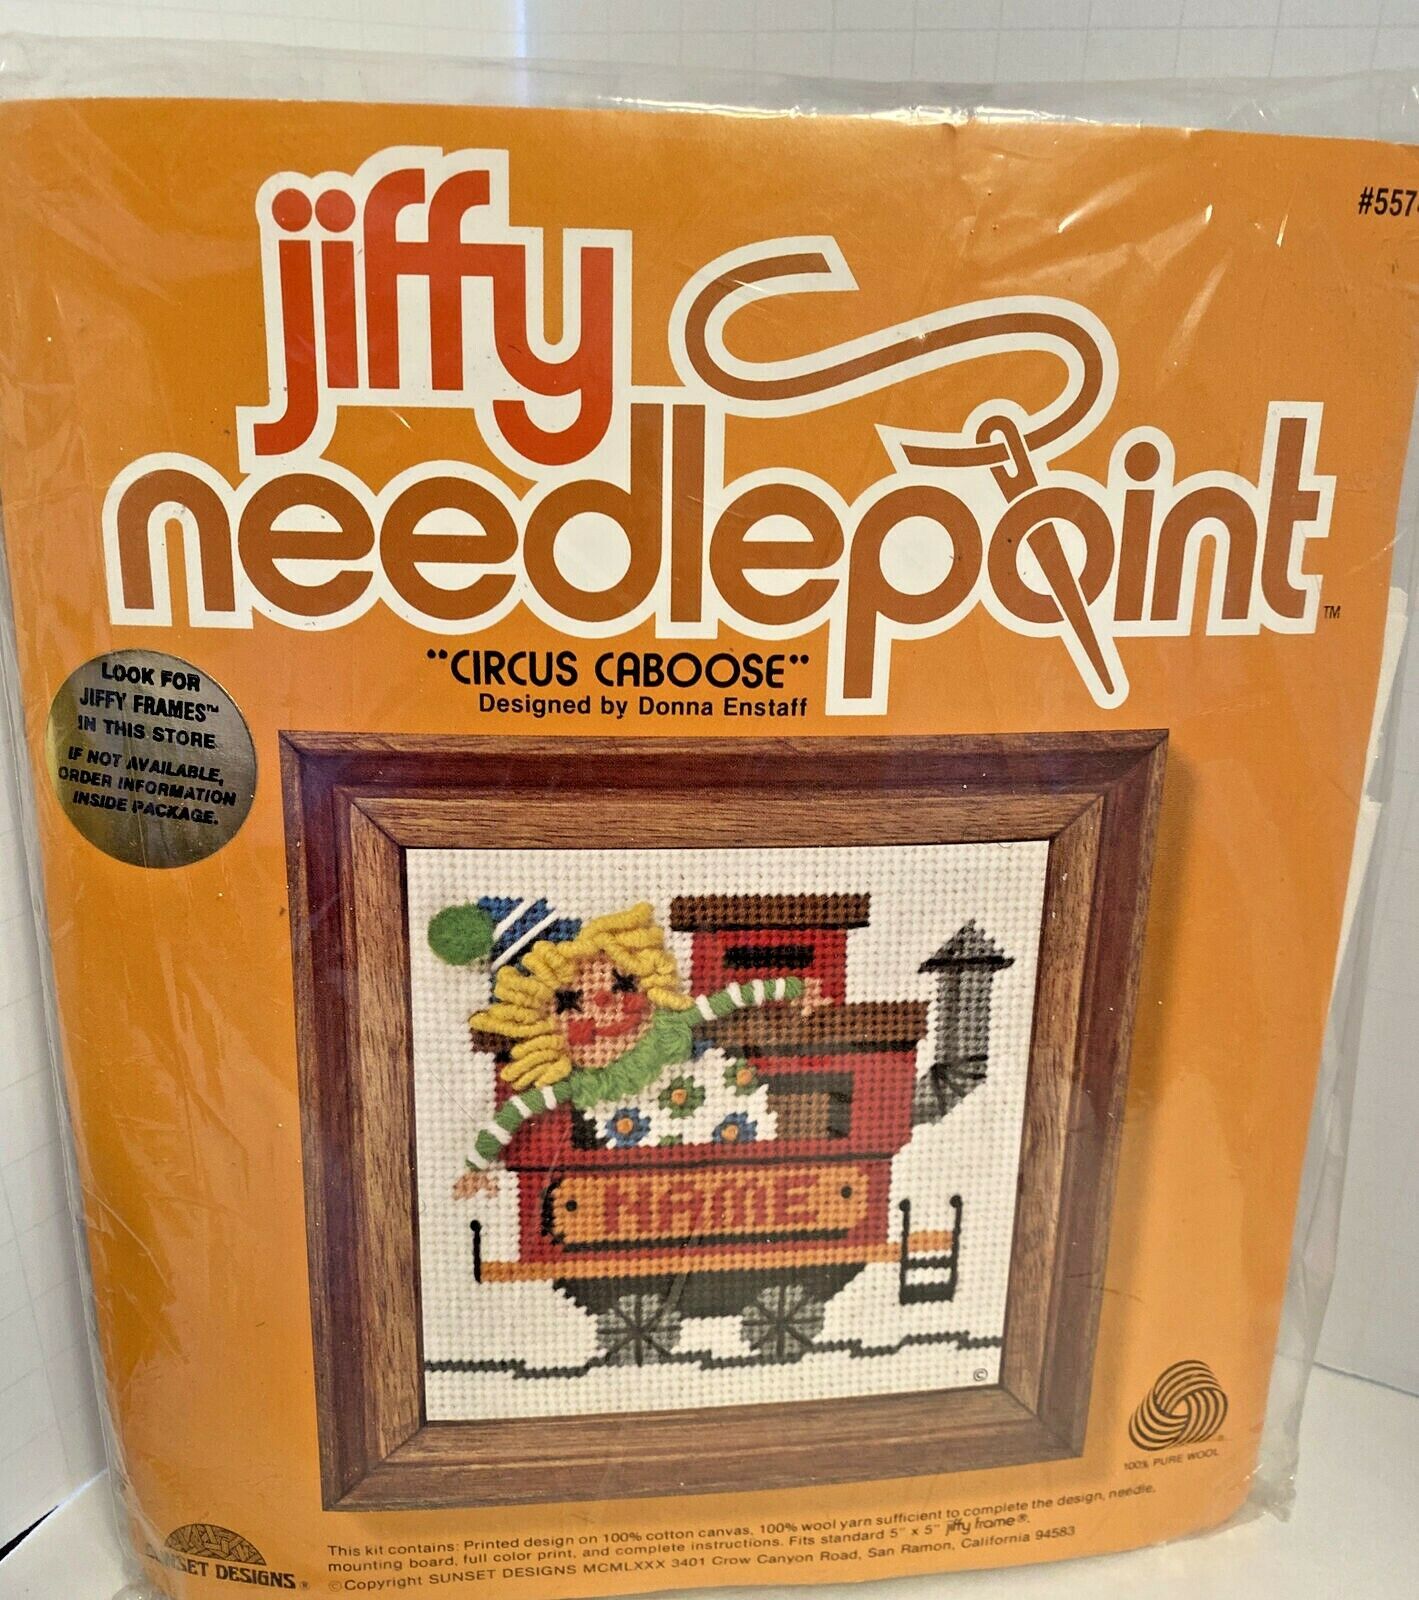 #557
jiffy
needlepoint
TM
"CIRCUS CABOOSE"
Designed by Donna Enstaff
LOOK FOR
JIFFY FRAMES™
IN THIS STORE
IF NOT AVAILABLE,
ORDER INFORMATION
INSIDE PACKAGE.
NAME
©
100% PURE WOOL
This kit contains: Printed design on 100% cotton canvas, 100% wool yarn sufficient to complete the design, needle,
mounting board, full color print, and complete instructions. Fits standard 5" x 5" jiffy frame®.
©Copyright SUNSET DESIGNS MCMLXXX 3401 Crow Canyon Road, San Ramon, California 94583
SUNSET DESIGNS®